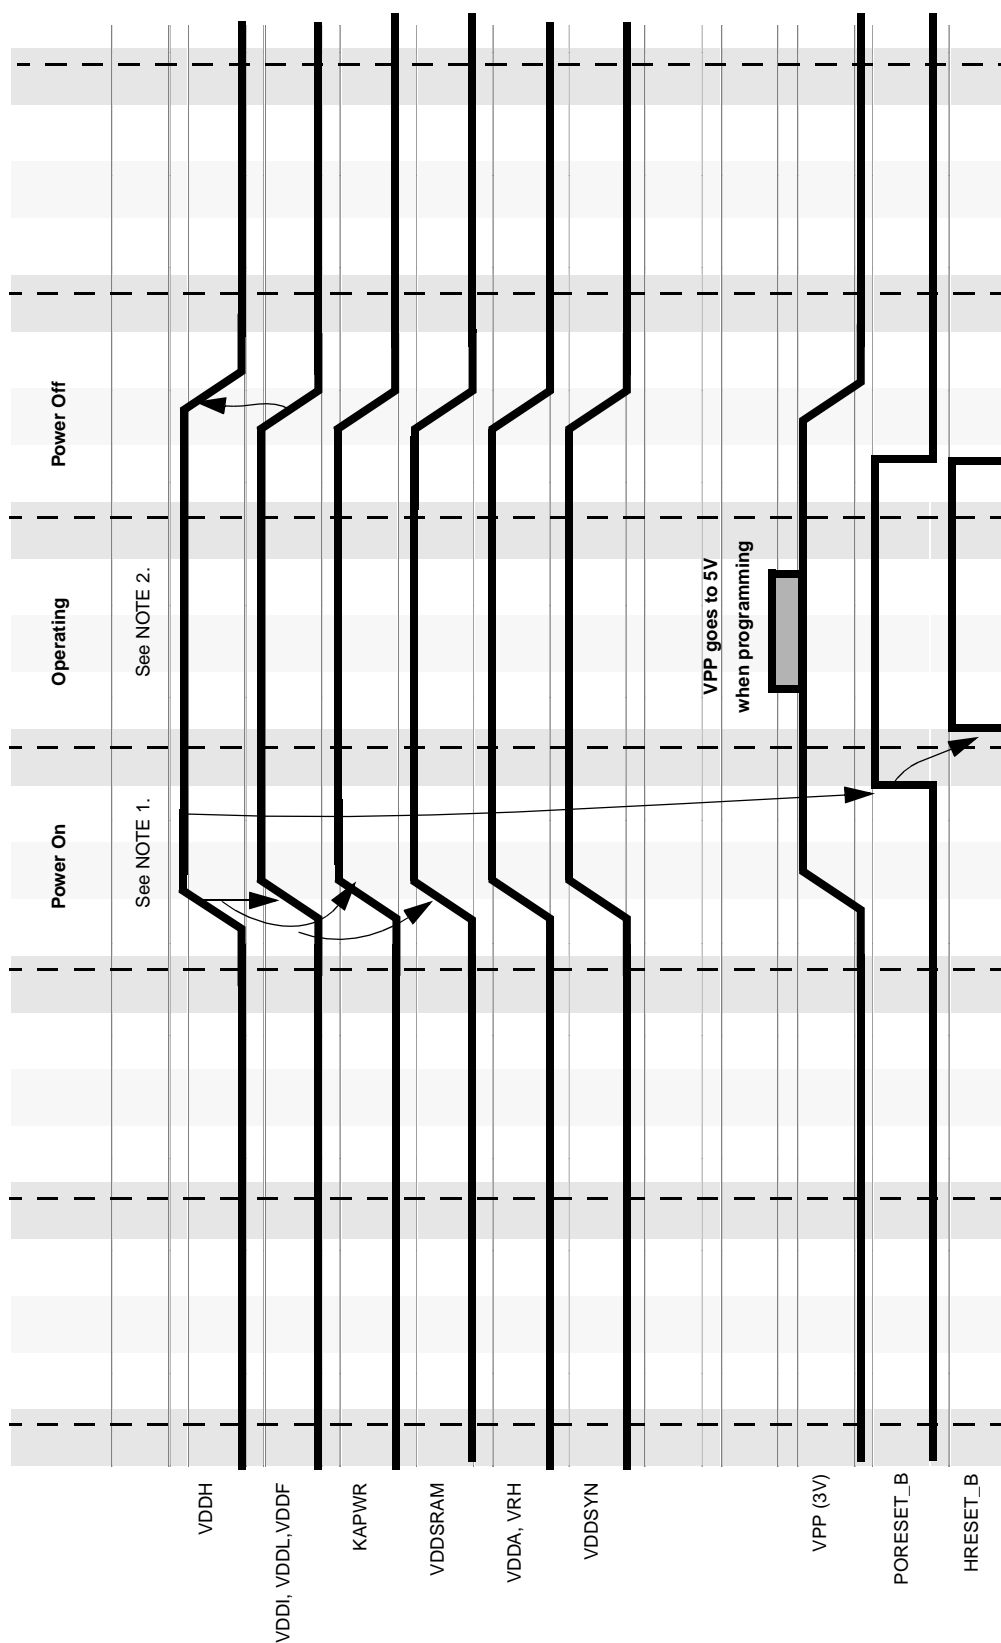 Power On
Operating
Power Off
See NOTE 1.
See NOTE 2.
VDDH
VDDI, VDDL,VDDF
KAPWR
VDDSRAM
VDDA, VRH
VDDSYN
VPP goes to 5V
when programming
VPP (3V)
PORESET_B
HRESET_B